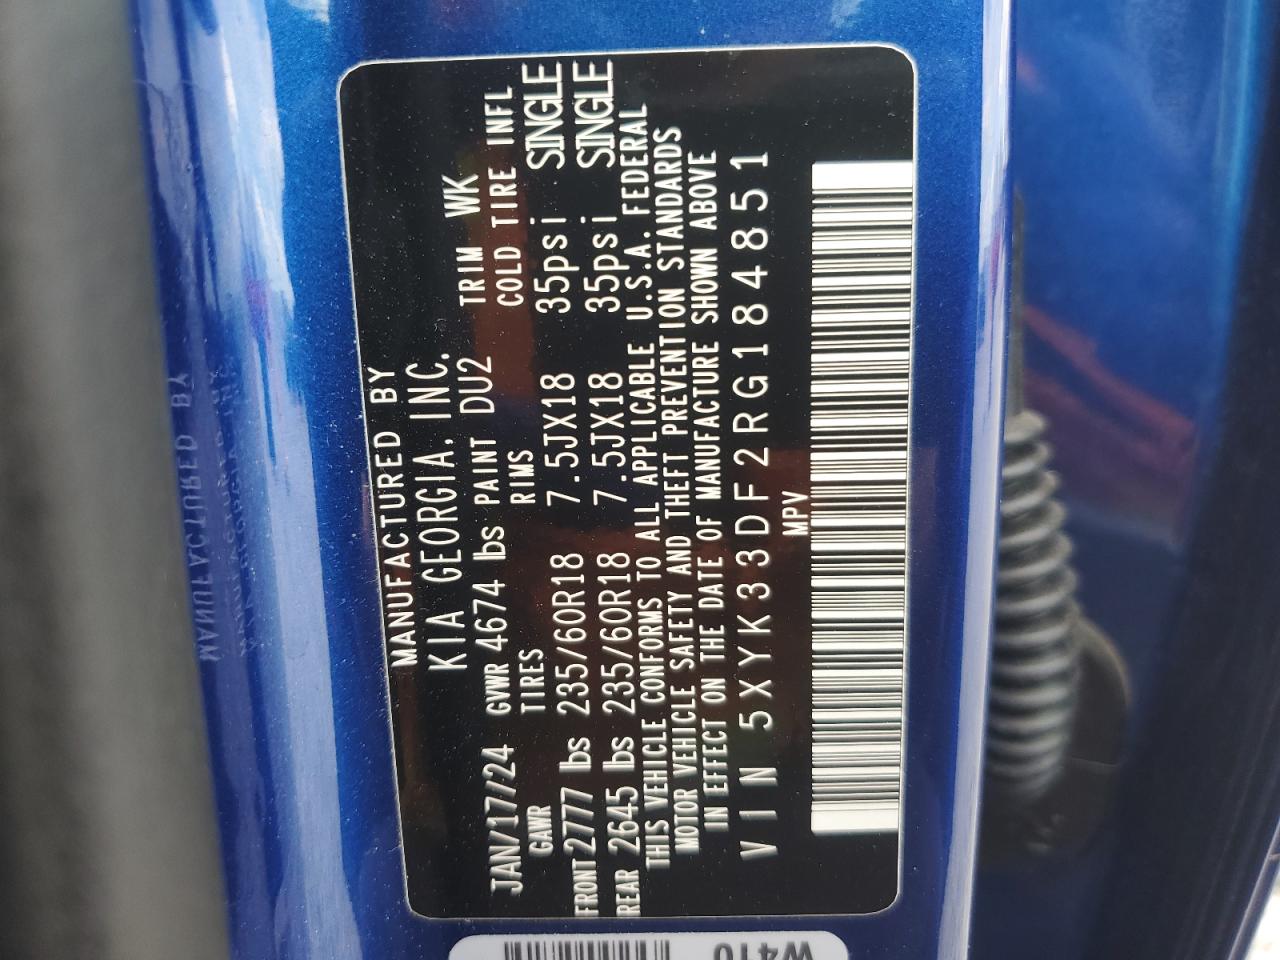 MANUFACTURED BY
KIA GEORGIA. INC.
JAN/17/24 GVWR 4674 lbs PAINT DU2 TRIM WK
GAWR TIRES RIMS COLD TIRE INFL
FRONT 2777 lbs 235/60R18 7.5JX18 35psi SINGLE
REAR 2645 lbs 235/60R18 7.5JX18 35psi SINGLE
THIS VEHICLE CONFORMS TO ALL APPLICABLE U.S.A. FEDERAL
MOTOR VEHICLE SAFETY AND THEFT PREVENTION STANDARDS
IN EFFECT ON THE DATE OF MANUFACTURE SHOWN ABOVE
VIN 5XYK33DF2RG184851
MPV
W410